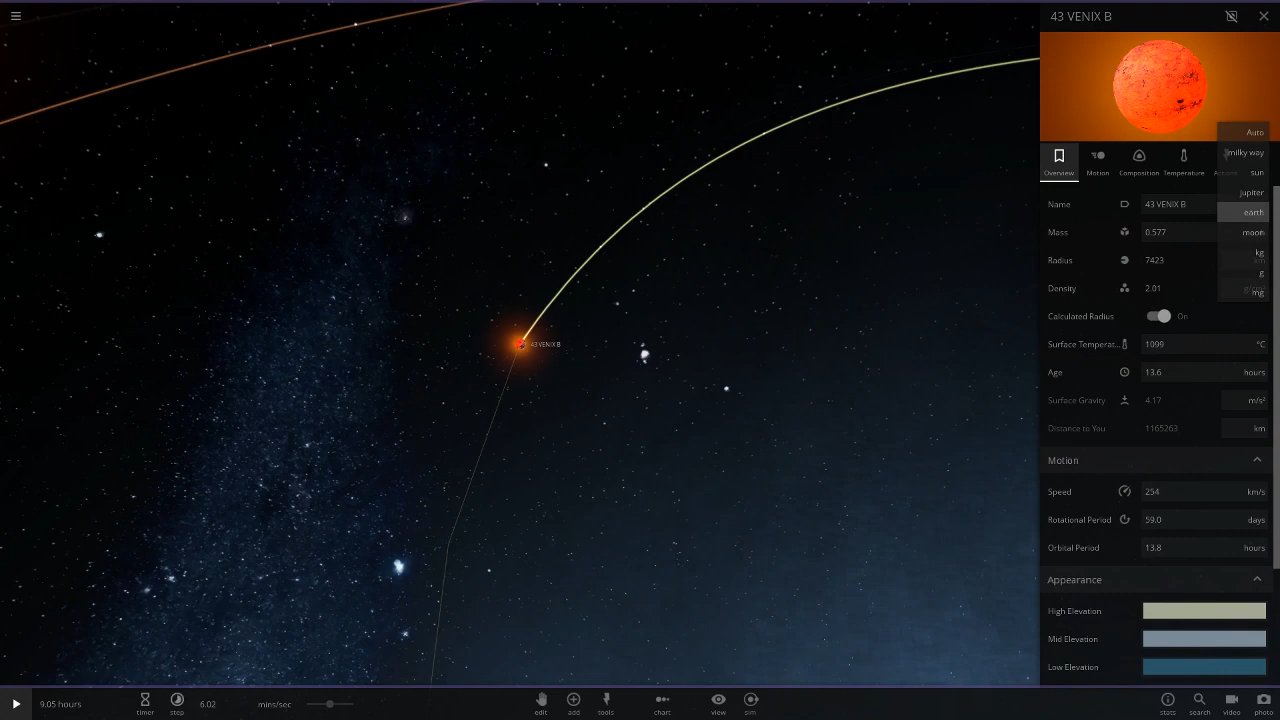 43 VENIX B
Auto
milky way
sun
jupiter
earth
moon
kg
g
mg
Overview
Motion
Composition
Temperature
Name
43 VENIX B
Mass
0.577
Radius
7423
km
Density
2.01
g/cm³
Calculated Radius
On
Surface Temperat...
1099
°C
Age
13.6
hours
Surface Gravity
4.17
m/s²
Distance to You
1165263
km
Motion
Speed
254
km/s
Rotational Period
59.0
days
Orbital Period
13.8
hours
Appearance
High Elevation
Mid Elevation
Low Elevation
43 VENIX B
9.05 hours
timer
step
6.02
mins/sec
edit
add
tools
chart
view
sim
stats
search
video
photo